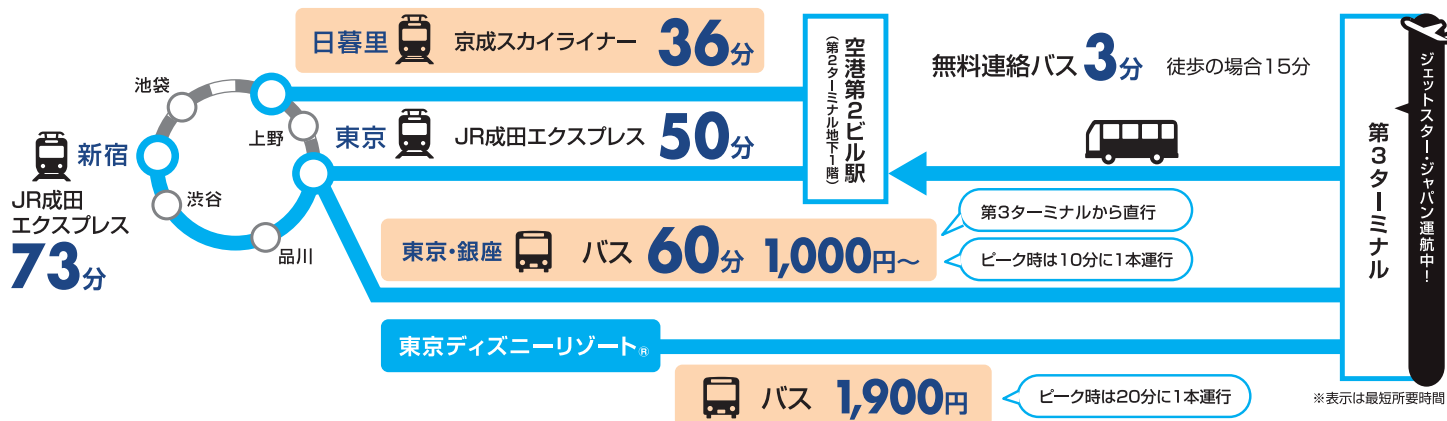 日暮里 京成スカイライナー 36分
東京 JR成田エクスプレス 50分
池袋
上野
新宿
JR成田
エクスプレス
73分
渋谷
品川
空港第2ビル駅
（第2ターミナル地下1階）
無料連絡バス3分 徒歩の場合15分
東京・銀座 バス 60分 1,000円～
第3ターミナルから直行
ピーク時は10分に1本運行
東京ディズニーリゾート®
バス 1,900円
ピーク時は20分に1本運行
第3ターミナル
ジェットスター・ジャパン運航中！
※表示は最短所要時間